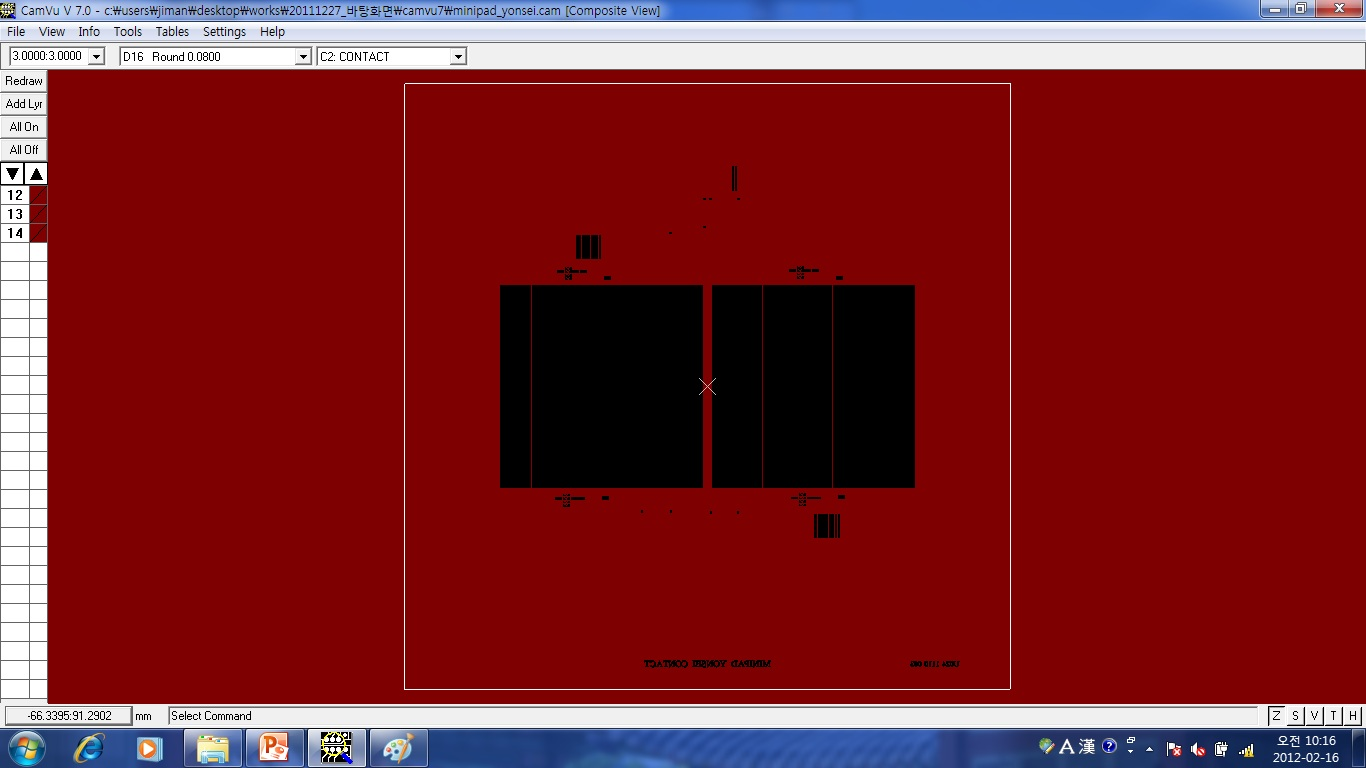 CamVu V 7.0 - c:₩users₩jiman₩desktop₩works₩20111227_바탕화면₩camvu7₩minipad_yonsei.cam [Composite View]
File View Info Tools Tables Settings Help
3.0000:3.0000 D16 Round 0.0800 C2: CONTACT
Redraw
Add Lyr
All On
All Off
12
13
14
MINIPAD YONSEI CONTACT
-66.3395:91.2902 mm Select Command Z S V T H
A 漢 오전 10:16
2012-02-16